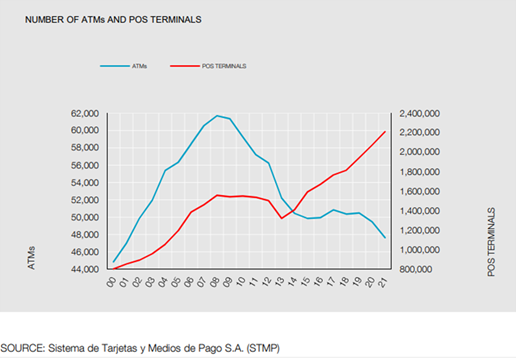 NUMBER OF ATMs AND POS TERMINALS
ATMs POS TERMINALS
62,000 2,400,000
60,000 2,200,000
58,000 2,000,000
56,000 1,800,000
54,000 1,600,000
52,000 1,400,000
50,000 1,200,000
48,000 1,000,000
46,000 800,000
44,000
ATMs
POS TERMINALS
00 01 02 03 04 05 06 07 08 09 10 11 12 13 14 15 16 17 18 19 20 21
SOURCE: Sistema de Tarjetas y Medios de Pago S.A. (STMP)